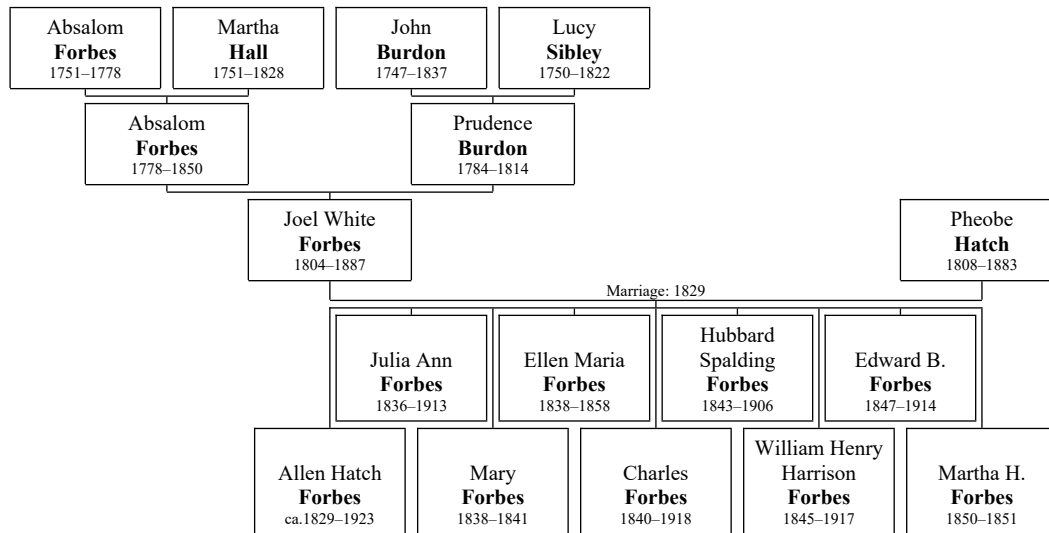 Absalom
Forbes
1751–1778
Martha
Hall
1751–1828
John
Burdon
1747–1837
Lucy
Sibley
1750–1822
Absalom
Forbes
1778–1850
Prudence
Burdon
1784–1814
Joel White
Forbes
1804–1887
Pheobe
Hatch
1808–1883
Marriage: 1829
Julia Ann
Forbes
1836–1913
Ellen Maria
Forbes
1838–1858
Hubbard
Spalding
Forbes
1843–1906
Edward B.
Forbes
1847–1914
Allen Hatch
Forbes
ca.1829–1923
Mary
Forbes
1838–1841
Charles
Forbes
1840–1918
William Henry
Harrison
Forbes
1845–1917
Martha H.
Forbes
1850–1851